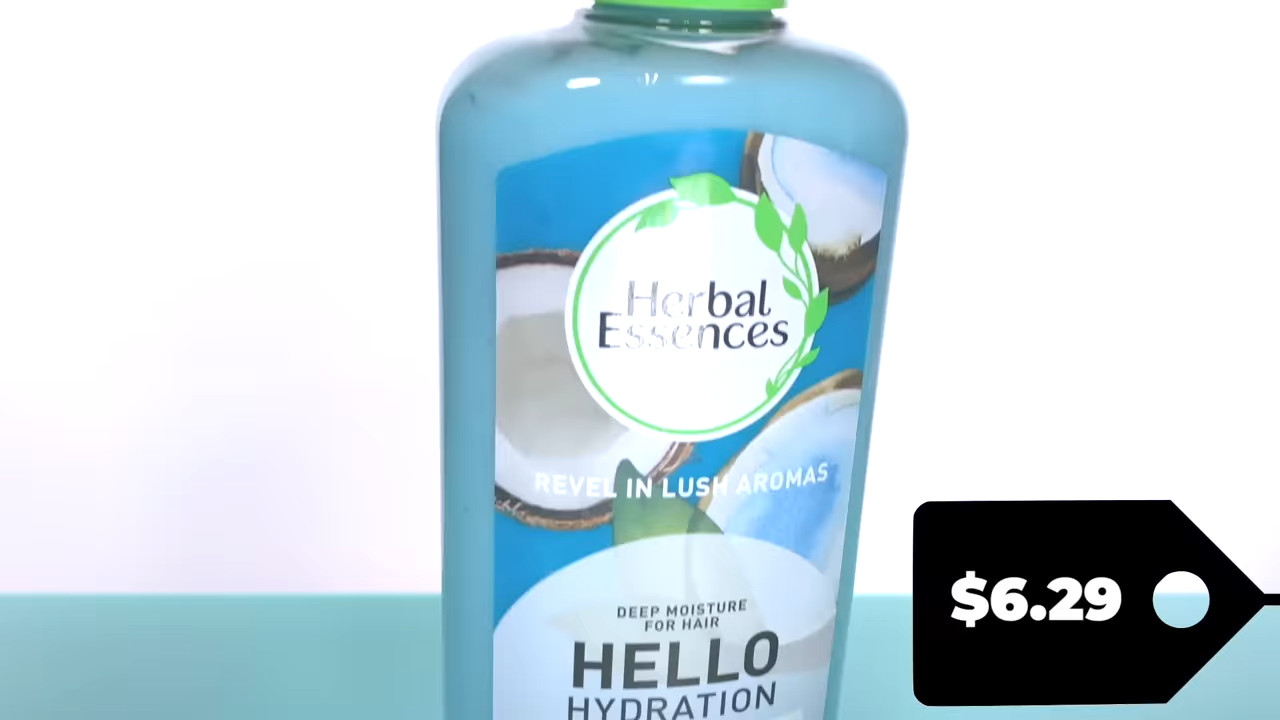 Herbal
Essences
REVEL IN LUSH AROMAS
DEEP MOISTURE
FOR HAIR
HELLO
HYDRATION
$6.29